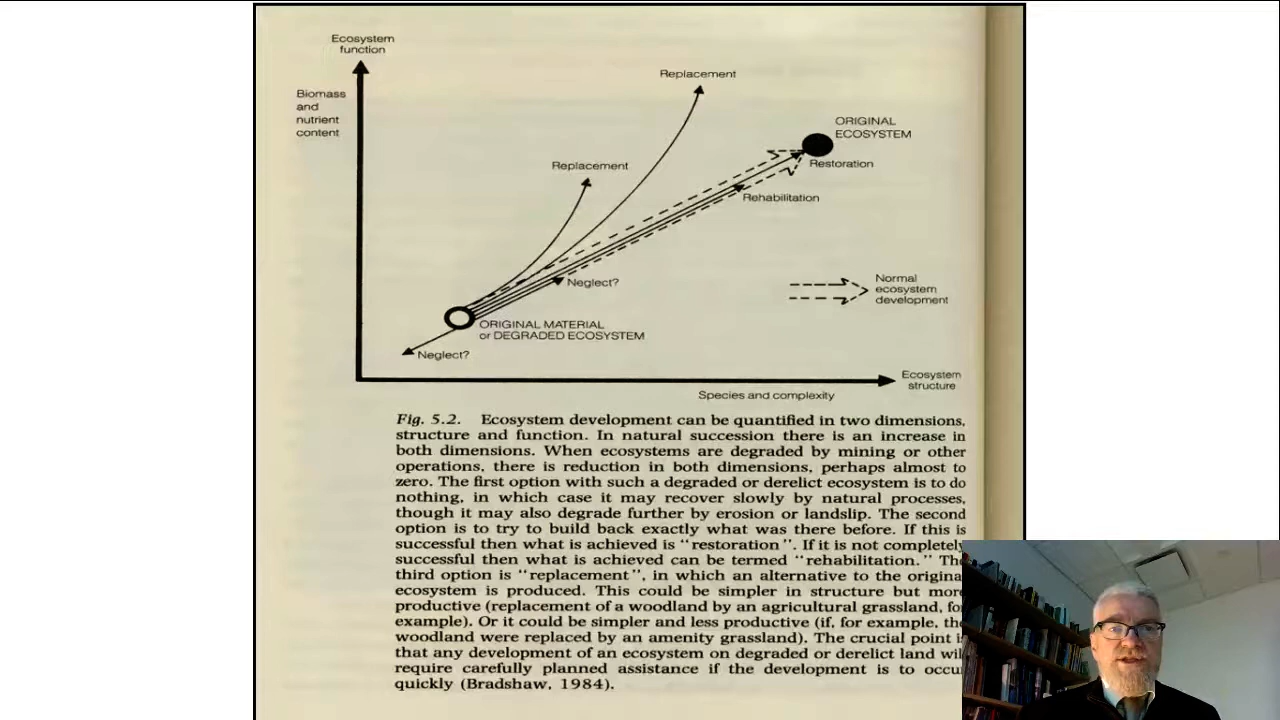 Ecosystem
function
Biomass
and
nutrient
content
Replacement
ORIGINAL
ECOSYSTEM
Restoration
Replacement
Rehabilitation
Neglect?
Normal
ecosystem
development
ORIGINAL MATERIAL
or DEGRADED ECOSYSTEM
Neglect?
Ecosystem
structure
Species and complexity
Fig. 5.2. Ecosystem development can be quantified in two dimensions,
structure and function. In natural succession there is an increase in
both dimensions. When ecosystems are degraded by mining or other
operations, there is reduction in both dimensions, perhaps almost to
zero. The first option with such a degraded or derelict ecosystem is to do
nothing, in which case it may recover slowly by natural processes,
though it may also degrade further by erosion or landslip. The second
option is to try to build back exactly what was there before. If this is
successful then what is achieved is "restoration". If it is not completely
successful then what is achieved can be termed "rehabilitation." The
third option is "replacement", in which an alternative to the origina
ecosystem is produced. This could be simpler in structure but more
productive (replacement of a woodland by an agricultural grassland, for
example). Or it could be simpler and less productive (if, for example, the
woodland were replaced by an amenity grassland). The crucial point i
that any development of an ecosystem on degraded or derelict land wil
require carefully planned assistance if the development is to occu
quickly (Bradshaw, 1984).